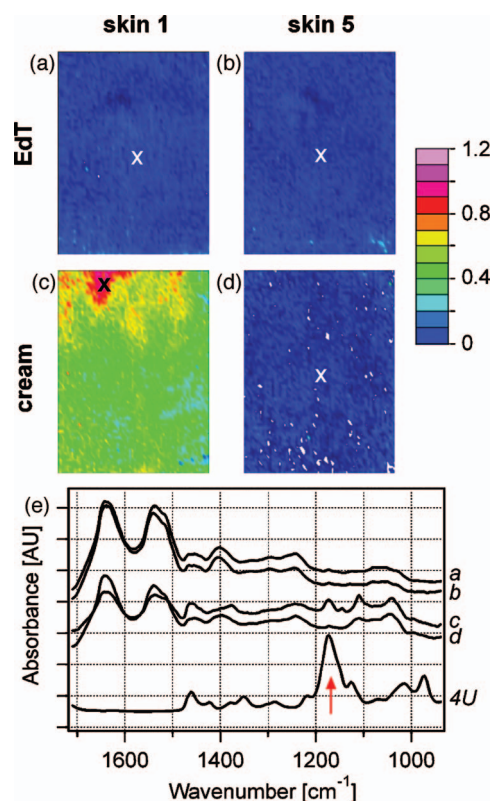 skin 1 skin 5
(a) (b)
EdT
X X
1.2
0.8
0.4
0
(c) (d)
cream
X X
(e)
Absorbance [AU]
a
b
c
d
4U
1600 1400 1200 1000
Wavenumber [cm⁻¹]